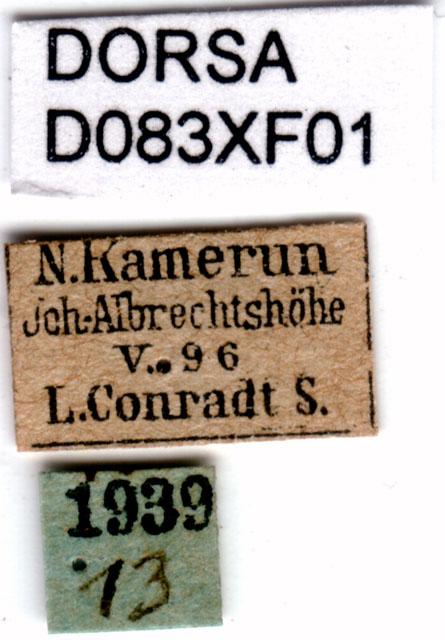 DORSA
D083XF01
N. Kamerun
Joh-Albrechtshöhe
V.. 96
L. Conradt S.
1939
13